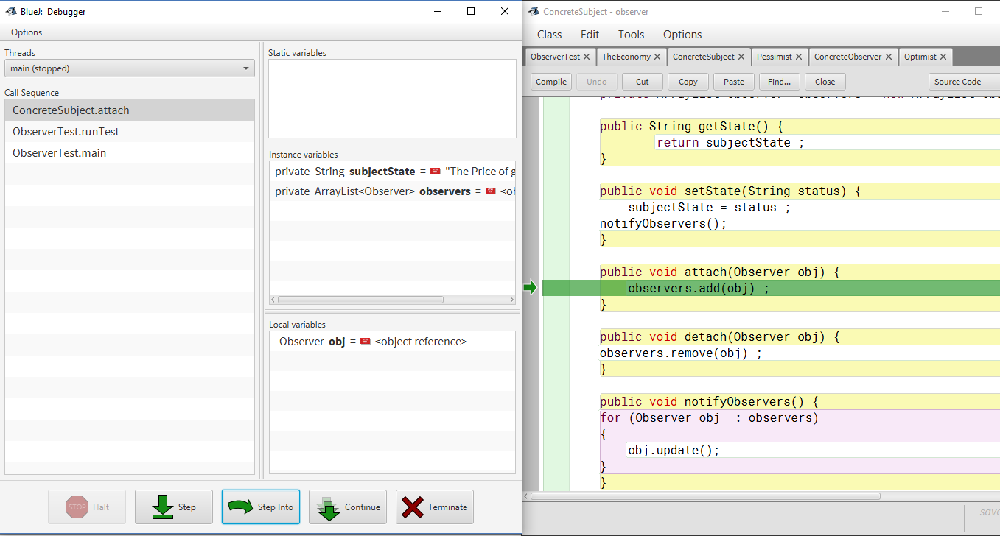 BlueJ: Debugger
Options
Threads
main (stopped)
Call Sequence
ConcreteSubject.attach
ObserverTest.runTest
ObserverTest.main
Static variables
Instance variables
private String subjectState = "The Price of g
private ArrayList<Observer> observers = <ob
Local variables
Observer obj = <object reference>
STOP Halt
Step
Step Into
Continue
Terminate
ConcreteSubject - observer
Class Edit Tools Options
ObserverTest TheEconomy ConcreteSubject Pessimist ConcreteObserver Optimist
Compile Undo Cut Copy Paste Find... Close Source Code
public String getState() {
return subjectState ;
}
public void setState(String status) {
subjectState = status ;
notifyObservers();
}
public void attach(Observer obj) {
observers.add(obj) ;
}
public void detach(Observer obj) {
observers.remove(obj) ;
}
public void notifyObservers() {
for (Observer obj  : observers)
{
obj.update();
}
}
save